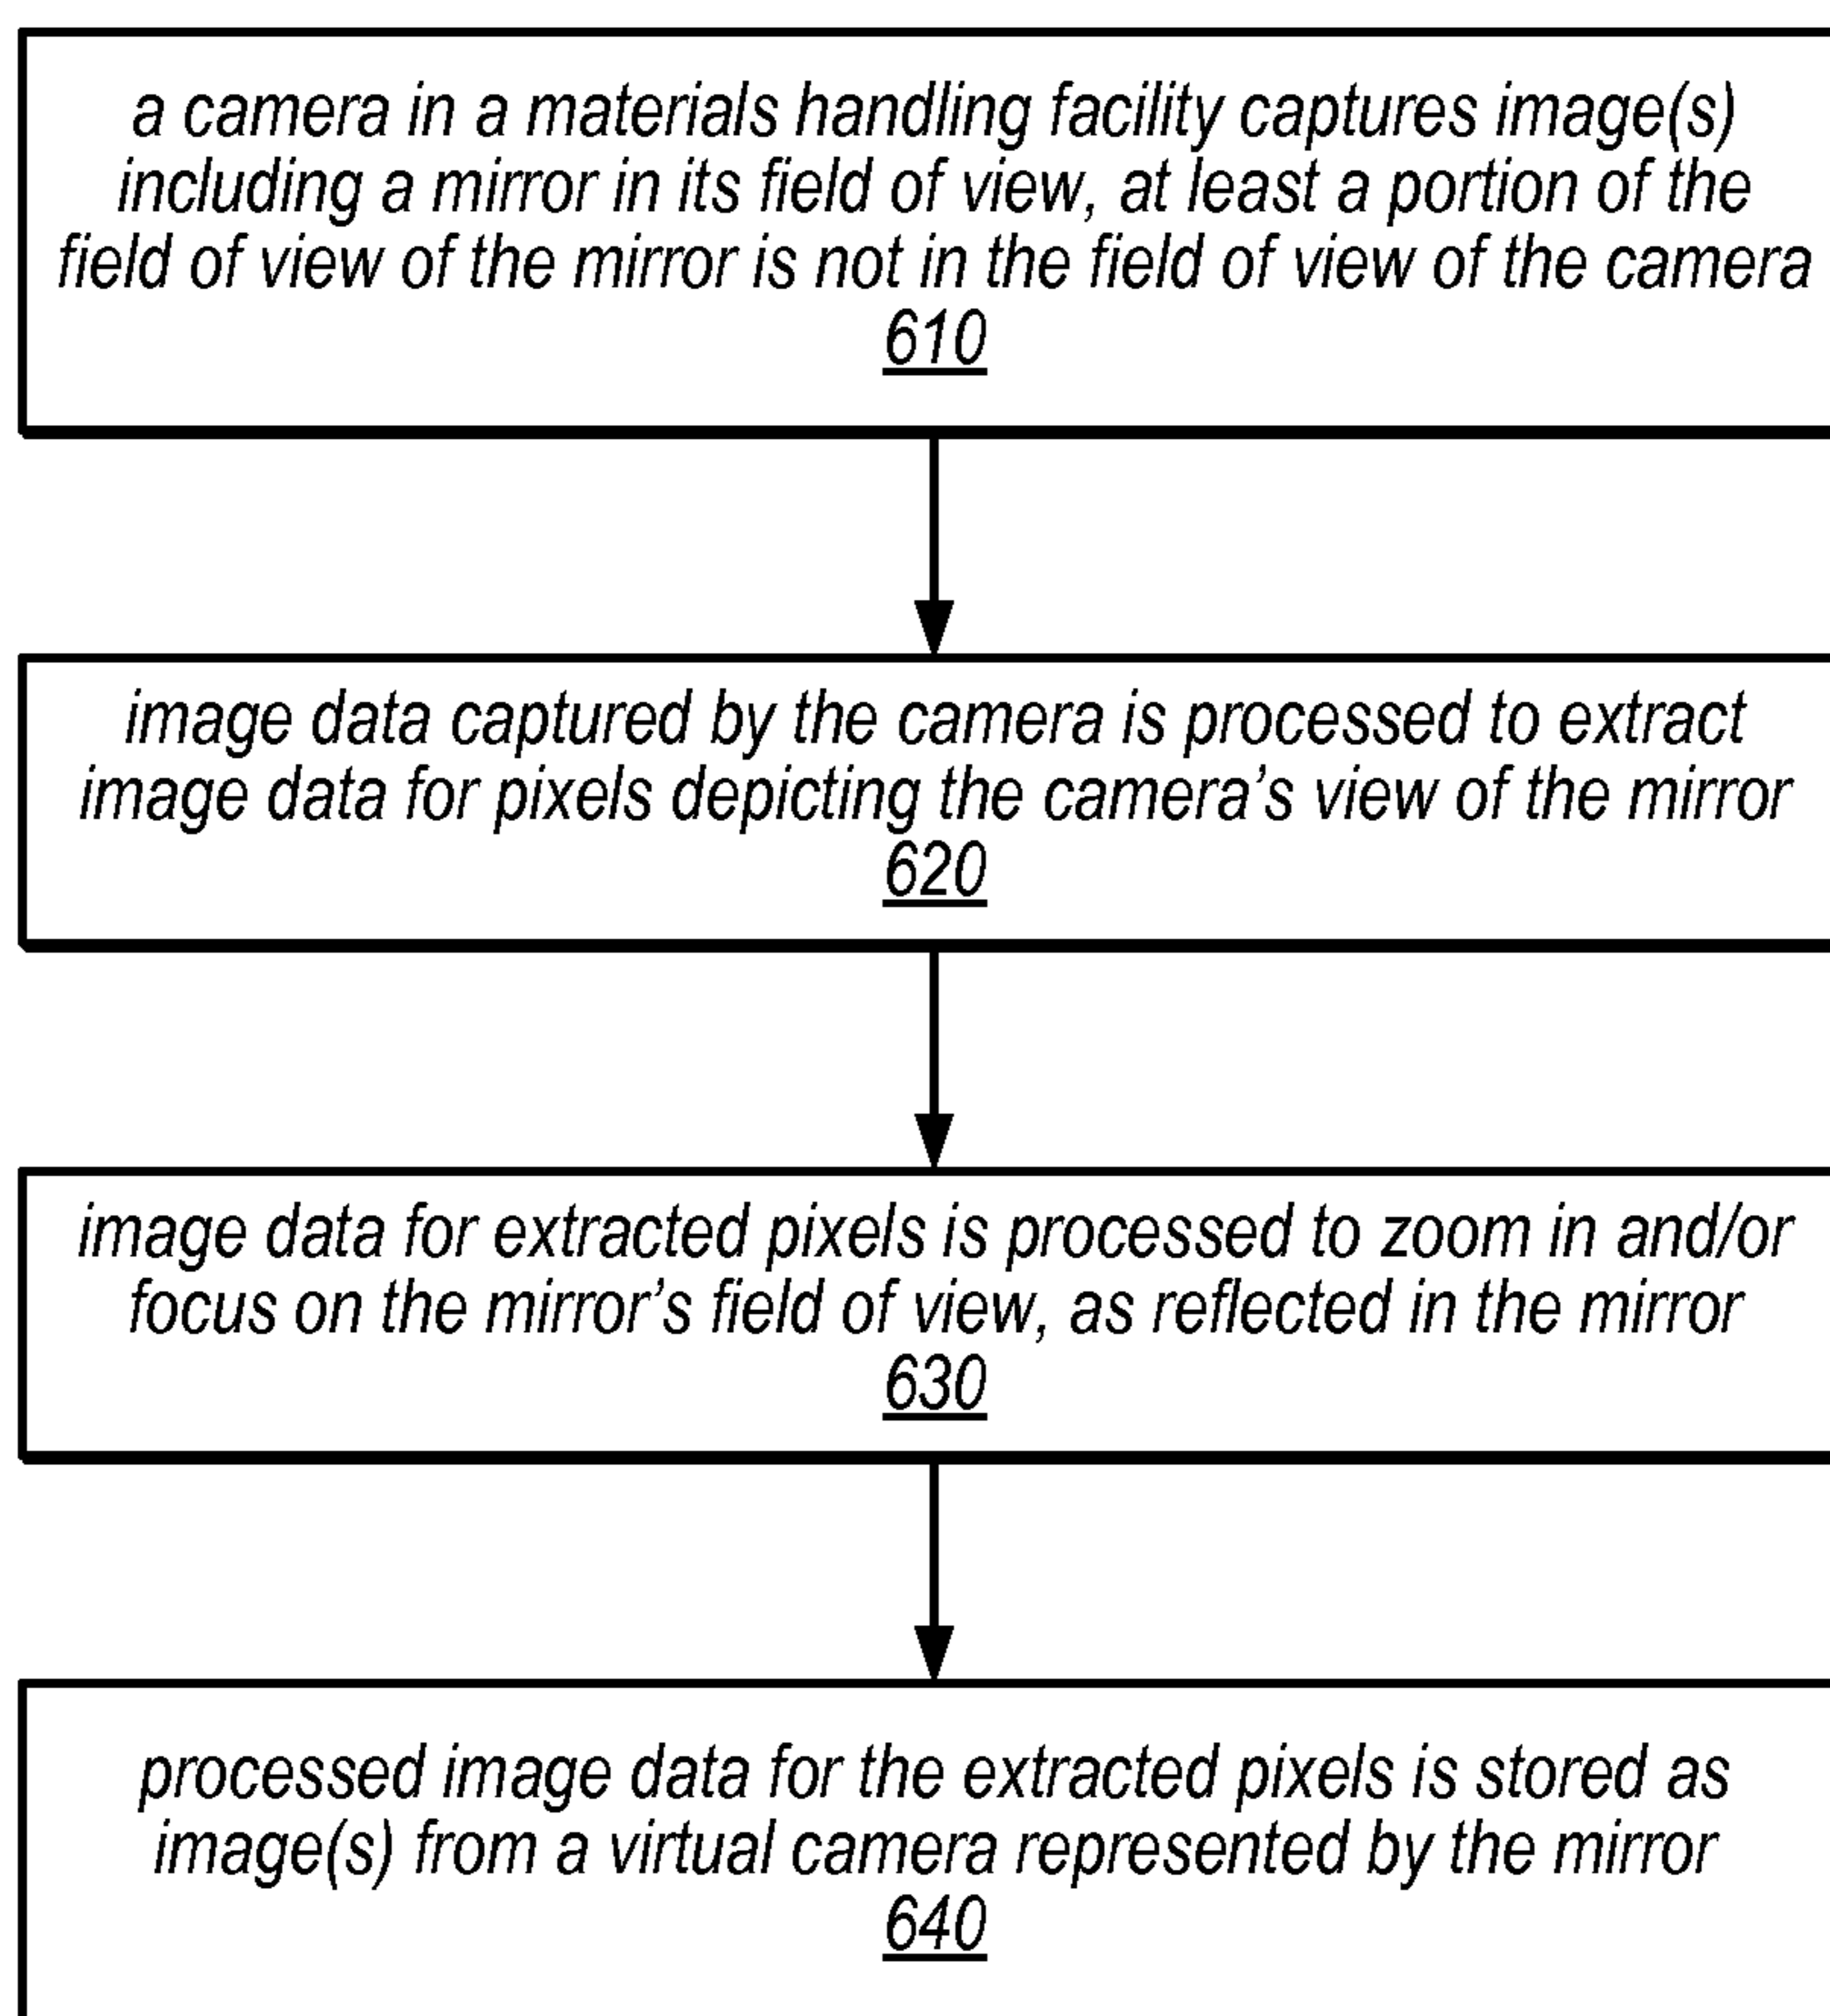 a camera in a materials handling facility captures image(s)
including a mirror in its field of view, at least a portion of the
field of view of the mirror is not in the field of view of the camera
610
image data captured by the camera is processed to extract
image data for pixels depicting the camera's view of the mirror
620
image data for extracted pixels is processed to zoom in and/or
focus on the mirror's field of view, as reflected in the mirror
630
processed image data for the extracted pixels is stored as
image(s) from a virtual camera represented by the mirror
640